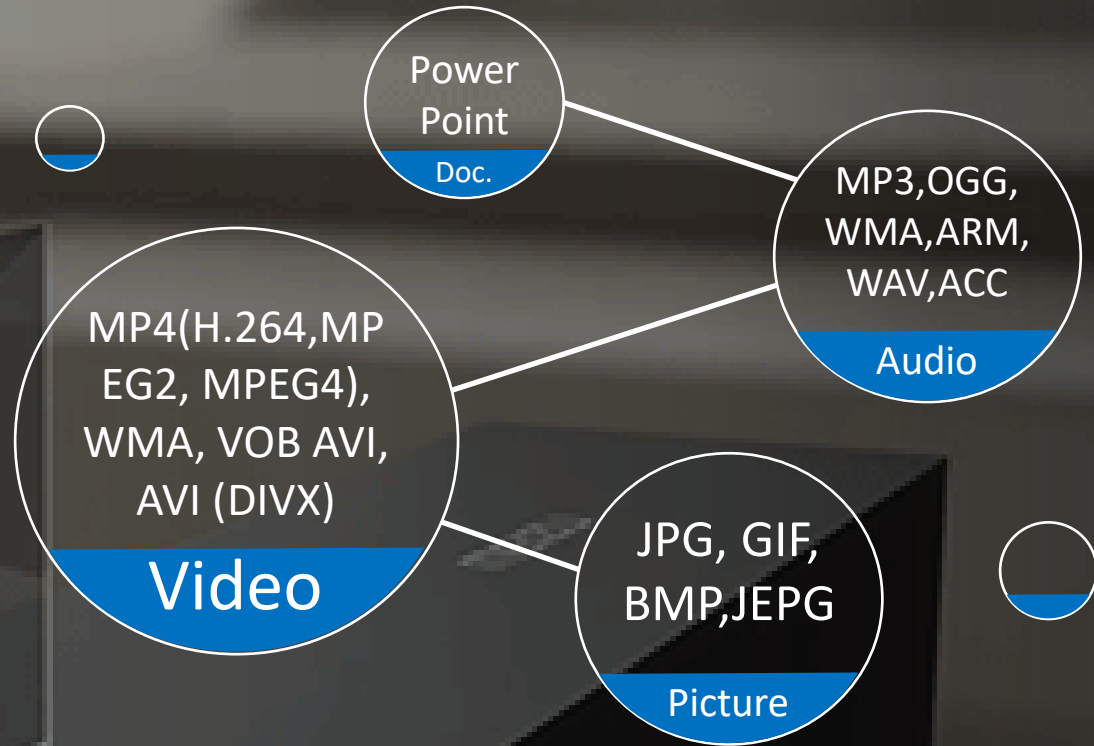 Power
Point
Doc.
MP3,OGG,
WMA,ARM,
WAV,ACC
Audio
MP4(H.264,MP
EG2, MPEG4),
WMA, VOB AVI,
AVI (DIVX)
Video
JPG, GIF,
BMP,JEPG
Picture